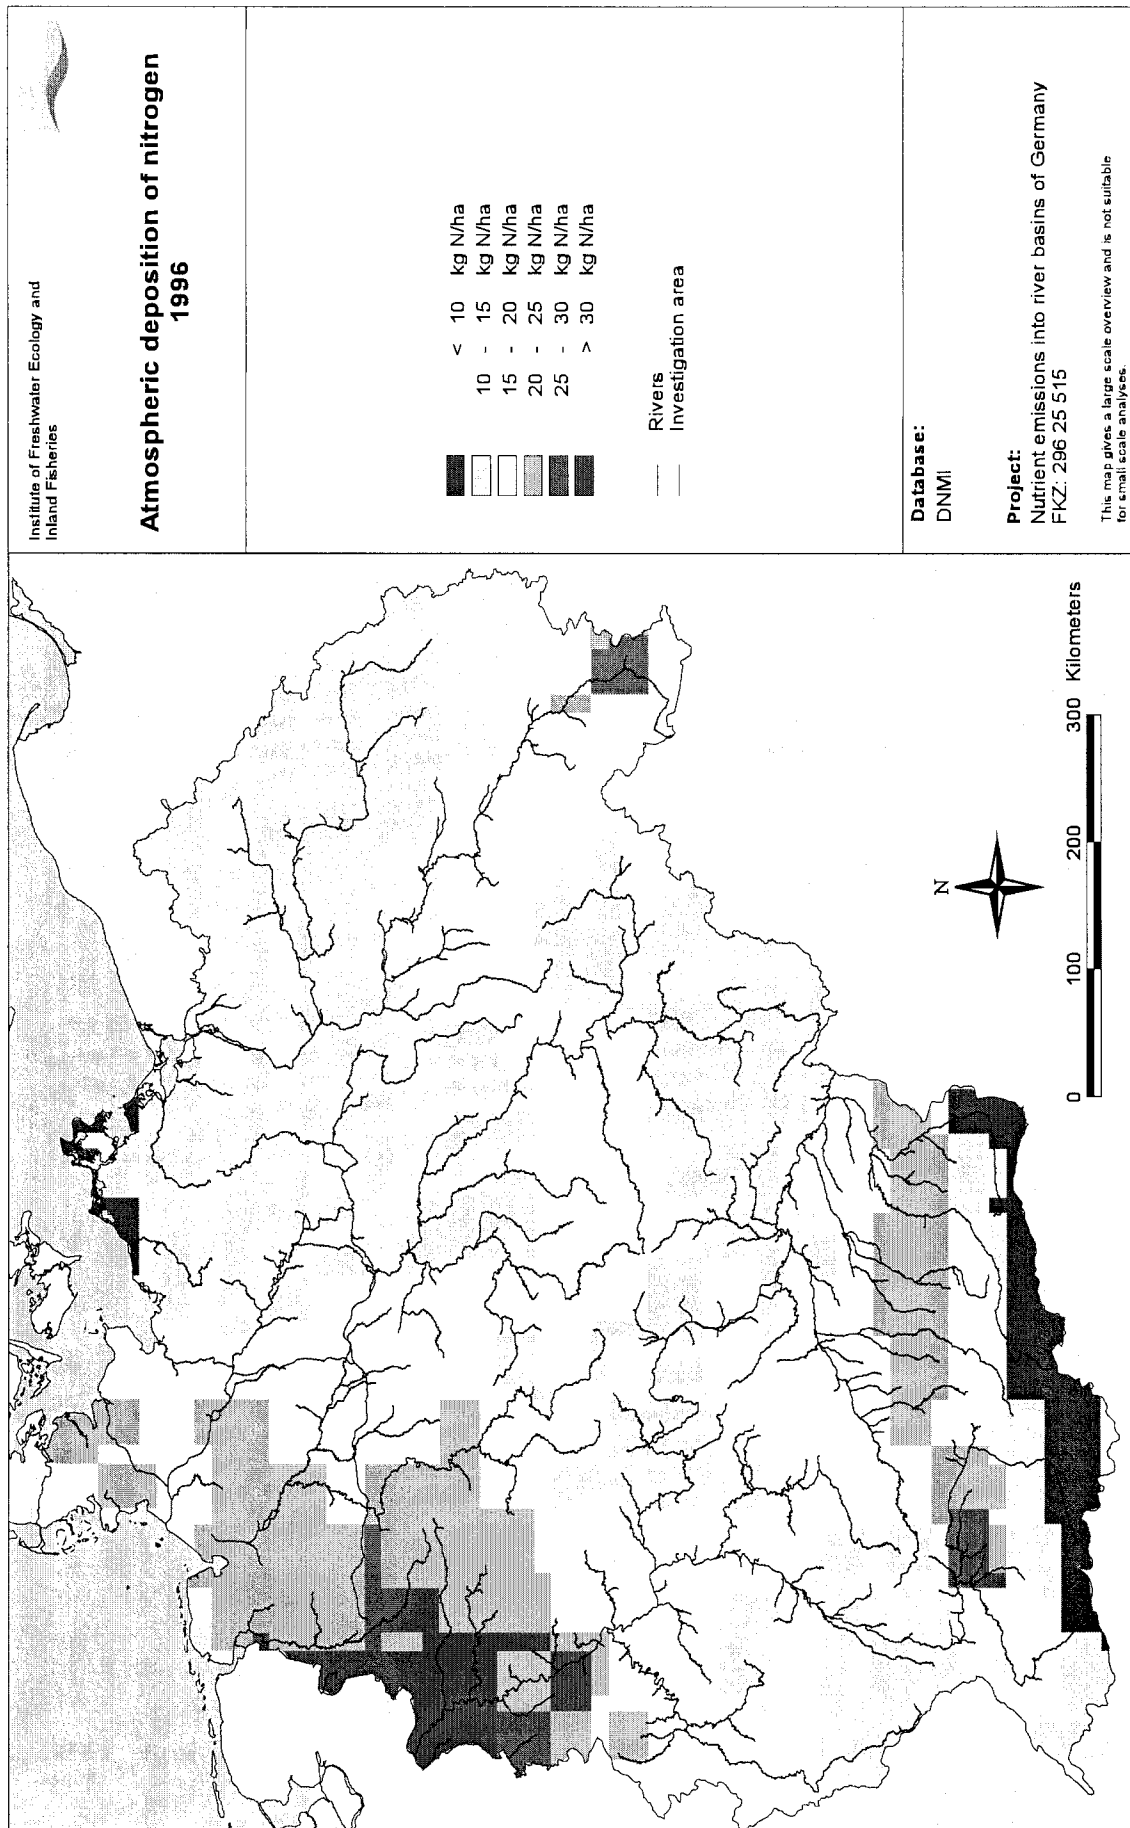 Institute of Freshwater Ecology and
Inland Fisheries
Atmospheric deposition of nitrogen
1996
< 10 kg N/ha
10 - 15 kg N/ha
15 - 20 kg N/ha
20 - 25 kg N/ha
25 - 30 kg N/ha
> 30 kg N/ha
Rivers
Investigation area
Database:
DNMI
Project:
Nutrient emissions into river basins of Germany
FKZ: 296 25 515
This map gives a large scale overview and is not suitable
for small scale analyses.
N
0 100 200 300 Kilometers